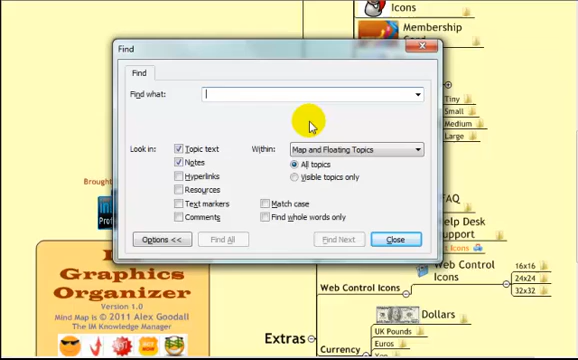 Icons
Membership
Find
Find
Find what:
Tiny
Small
Medium
Large
Look in:
Topic text
Within:
Map and Floating Topics
Notes
All topics
Hyperlinks
Visible topics only
Resources
Text markers
Match case
Comments
Find whole words only
Brought
FAQ
Help Desk
Support
Options <<
Find All
Find Next
Close
Icons
Graphics
Organizer
Version 1.0
Mind Map is © 2011 Alex Goodall
The IM Knowledge Manager
Web Control
Icons
16x16
24x24
32x32
Web Control Icons
Dollars
UK Pounds
Extras
Euros
Currency